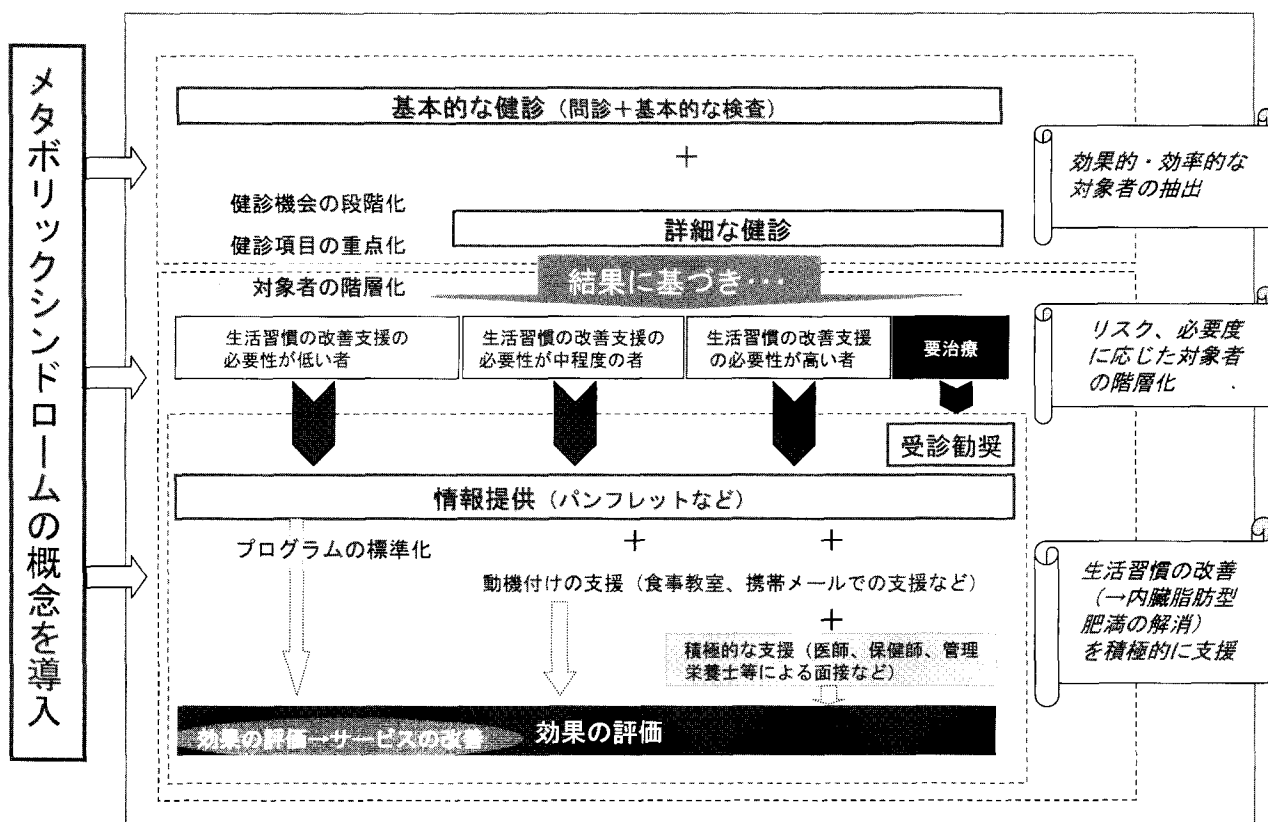 メタボリックシンドロームの概念を導入
基本的な健診（問診＋基本的な検査）
＋
健診機会の段階化
健診項目の重点化
詳細な健診
効果的・効率的な
対象者の抽出
対象者の階層化
結果に基づき･･･
生活習慣の改善支援の
必要性が低い者
生活習慣の改善支援の
必要性が中程度の者
生活習慣の改善支援
の必要性が高い者
要治療
リスク、必要度
に応じた対象者
の階層化
受診勧奨
情報提供（パンフレットなど）
プログラムの標準化
＋
＋
動機付けの支援（食事教室、携帯メールでの支援など）
＋
積極的な支援（医師、保健師、管理
栄養士等による面接など）
生活習慣の改善
（→内臓脂肪型
肥満の解消）
を積極的に支援
効果の評価→サービスの改善
効果の評価